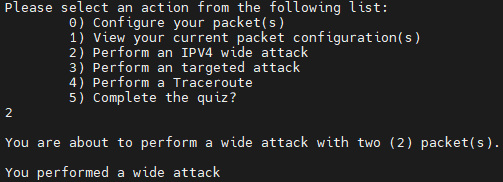 Please select an action from the following list:
0) Configure your packet(s)
1) View your current packet configuration(s)
2) Perform an IPV4 wide attack
3) Perform an targeted attack
4) Perform a Traceroute
5) Complete the quiz?
2
You are about to perform a wide attack with two (2) packet(s).
You performed a wide attack